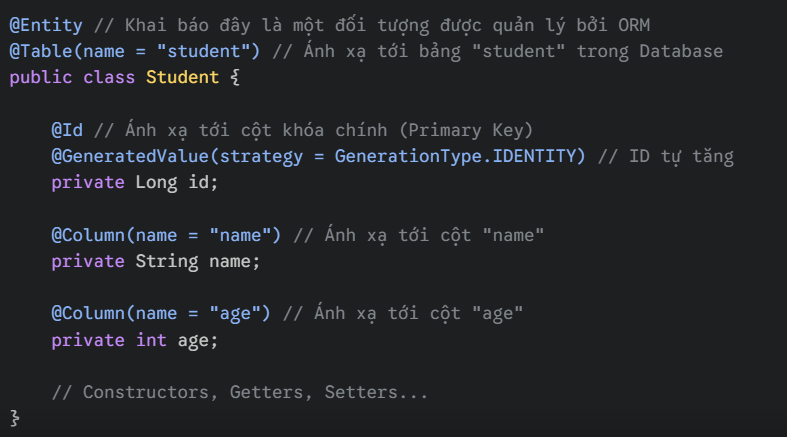 @Entity // Khai báo đây là một đối tượng được quản lý bởi ORM
@Table(name = "student") // Ánh xạ tới bảng "student" trong Database
public class Student {
@Id // Ánh xạ tới cột khóa chính (Primary Key)
@GeneratedValue(strategy = GenerationType.IDENTITY) // ID tự tăng
private Long id;
@Column(name = "name") // Ánh xạ tới cột "name"
private String name;
@Column(name = "age") // Ánh xạ tới cột "age"
private int age;
// Constructors, Getters, Setters...
}